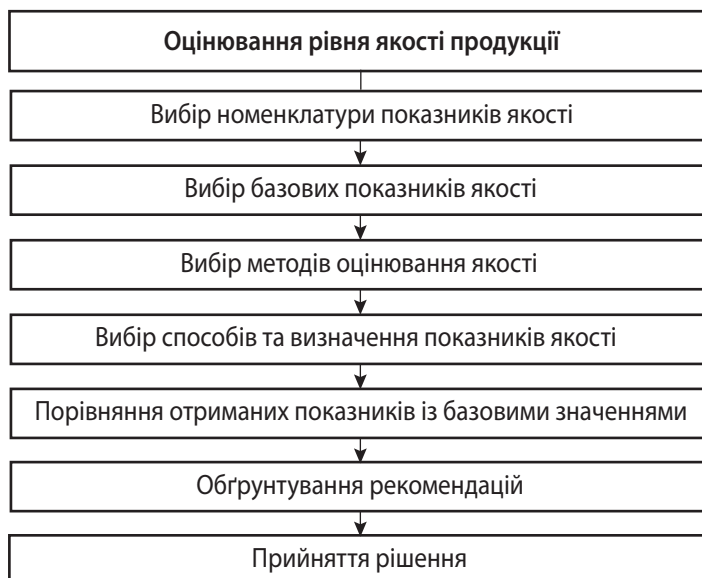 Оцінювання рівня якості продукції
Вибір номенклатури показників якості
Вибір базових показників якості
Вибір методів оцінювання якості
Вибір способів та визначення показників якості
Порівняння отриманих показників із базовими значеннями
Обґрунтування рекомендацій
Прийняття рішення